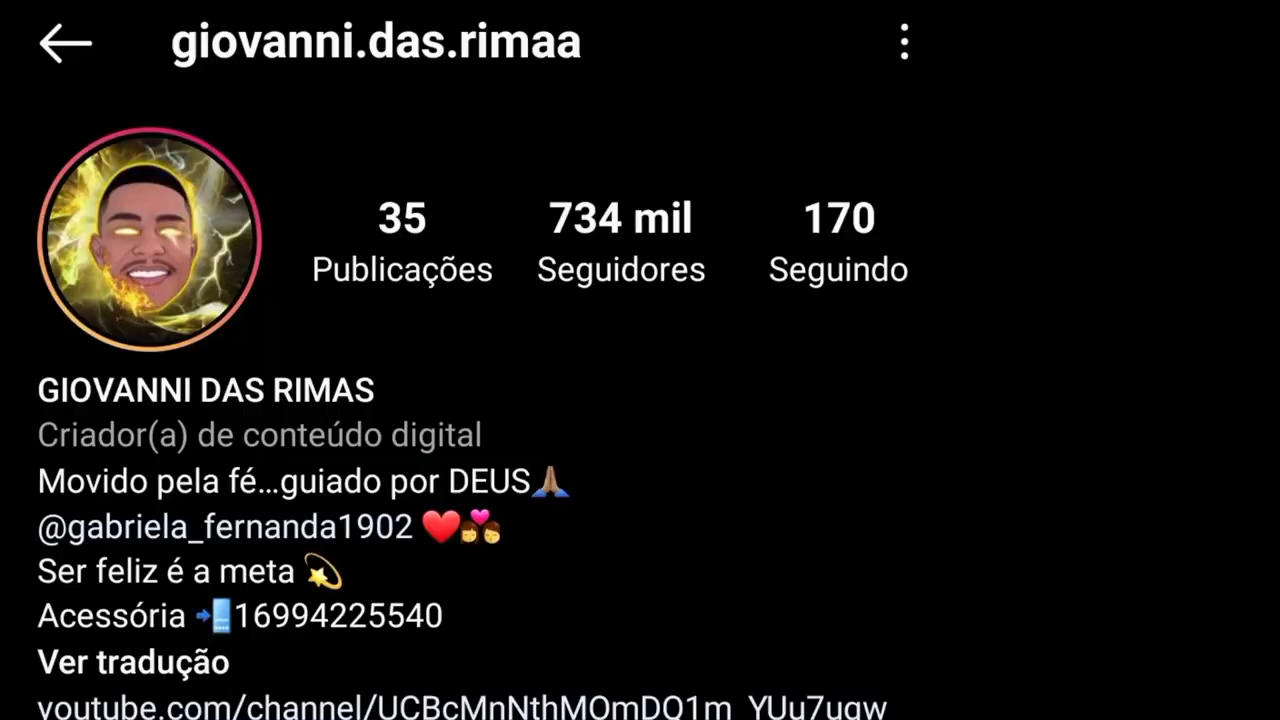 giovanni.das.rimaa
35 734 mil 170
Publicações Seguidores Seguindo
GIOVANNI DAS RIMAS
Criador(a) de conteúdo digital
Movido pela fé...guiado por DEUS🙏🏽
@gabriela_fernanda1902 ❤️💏
Ser feliz é a meta 💫
Acessória 📲16994225540
Ver tradução
youtube.com/channel/UCBcMnNthMOmDQ1m_YUu7uqw